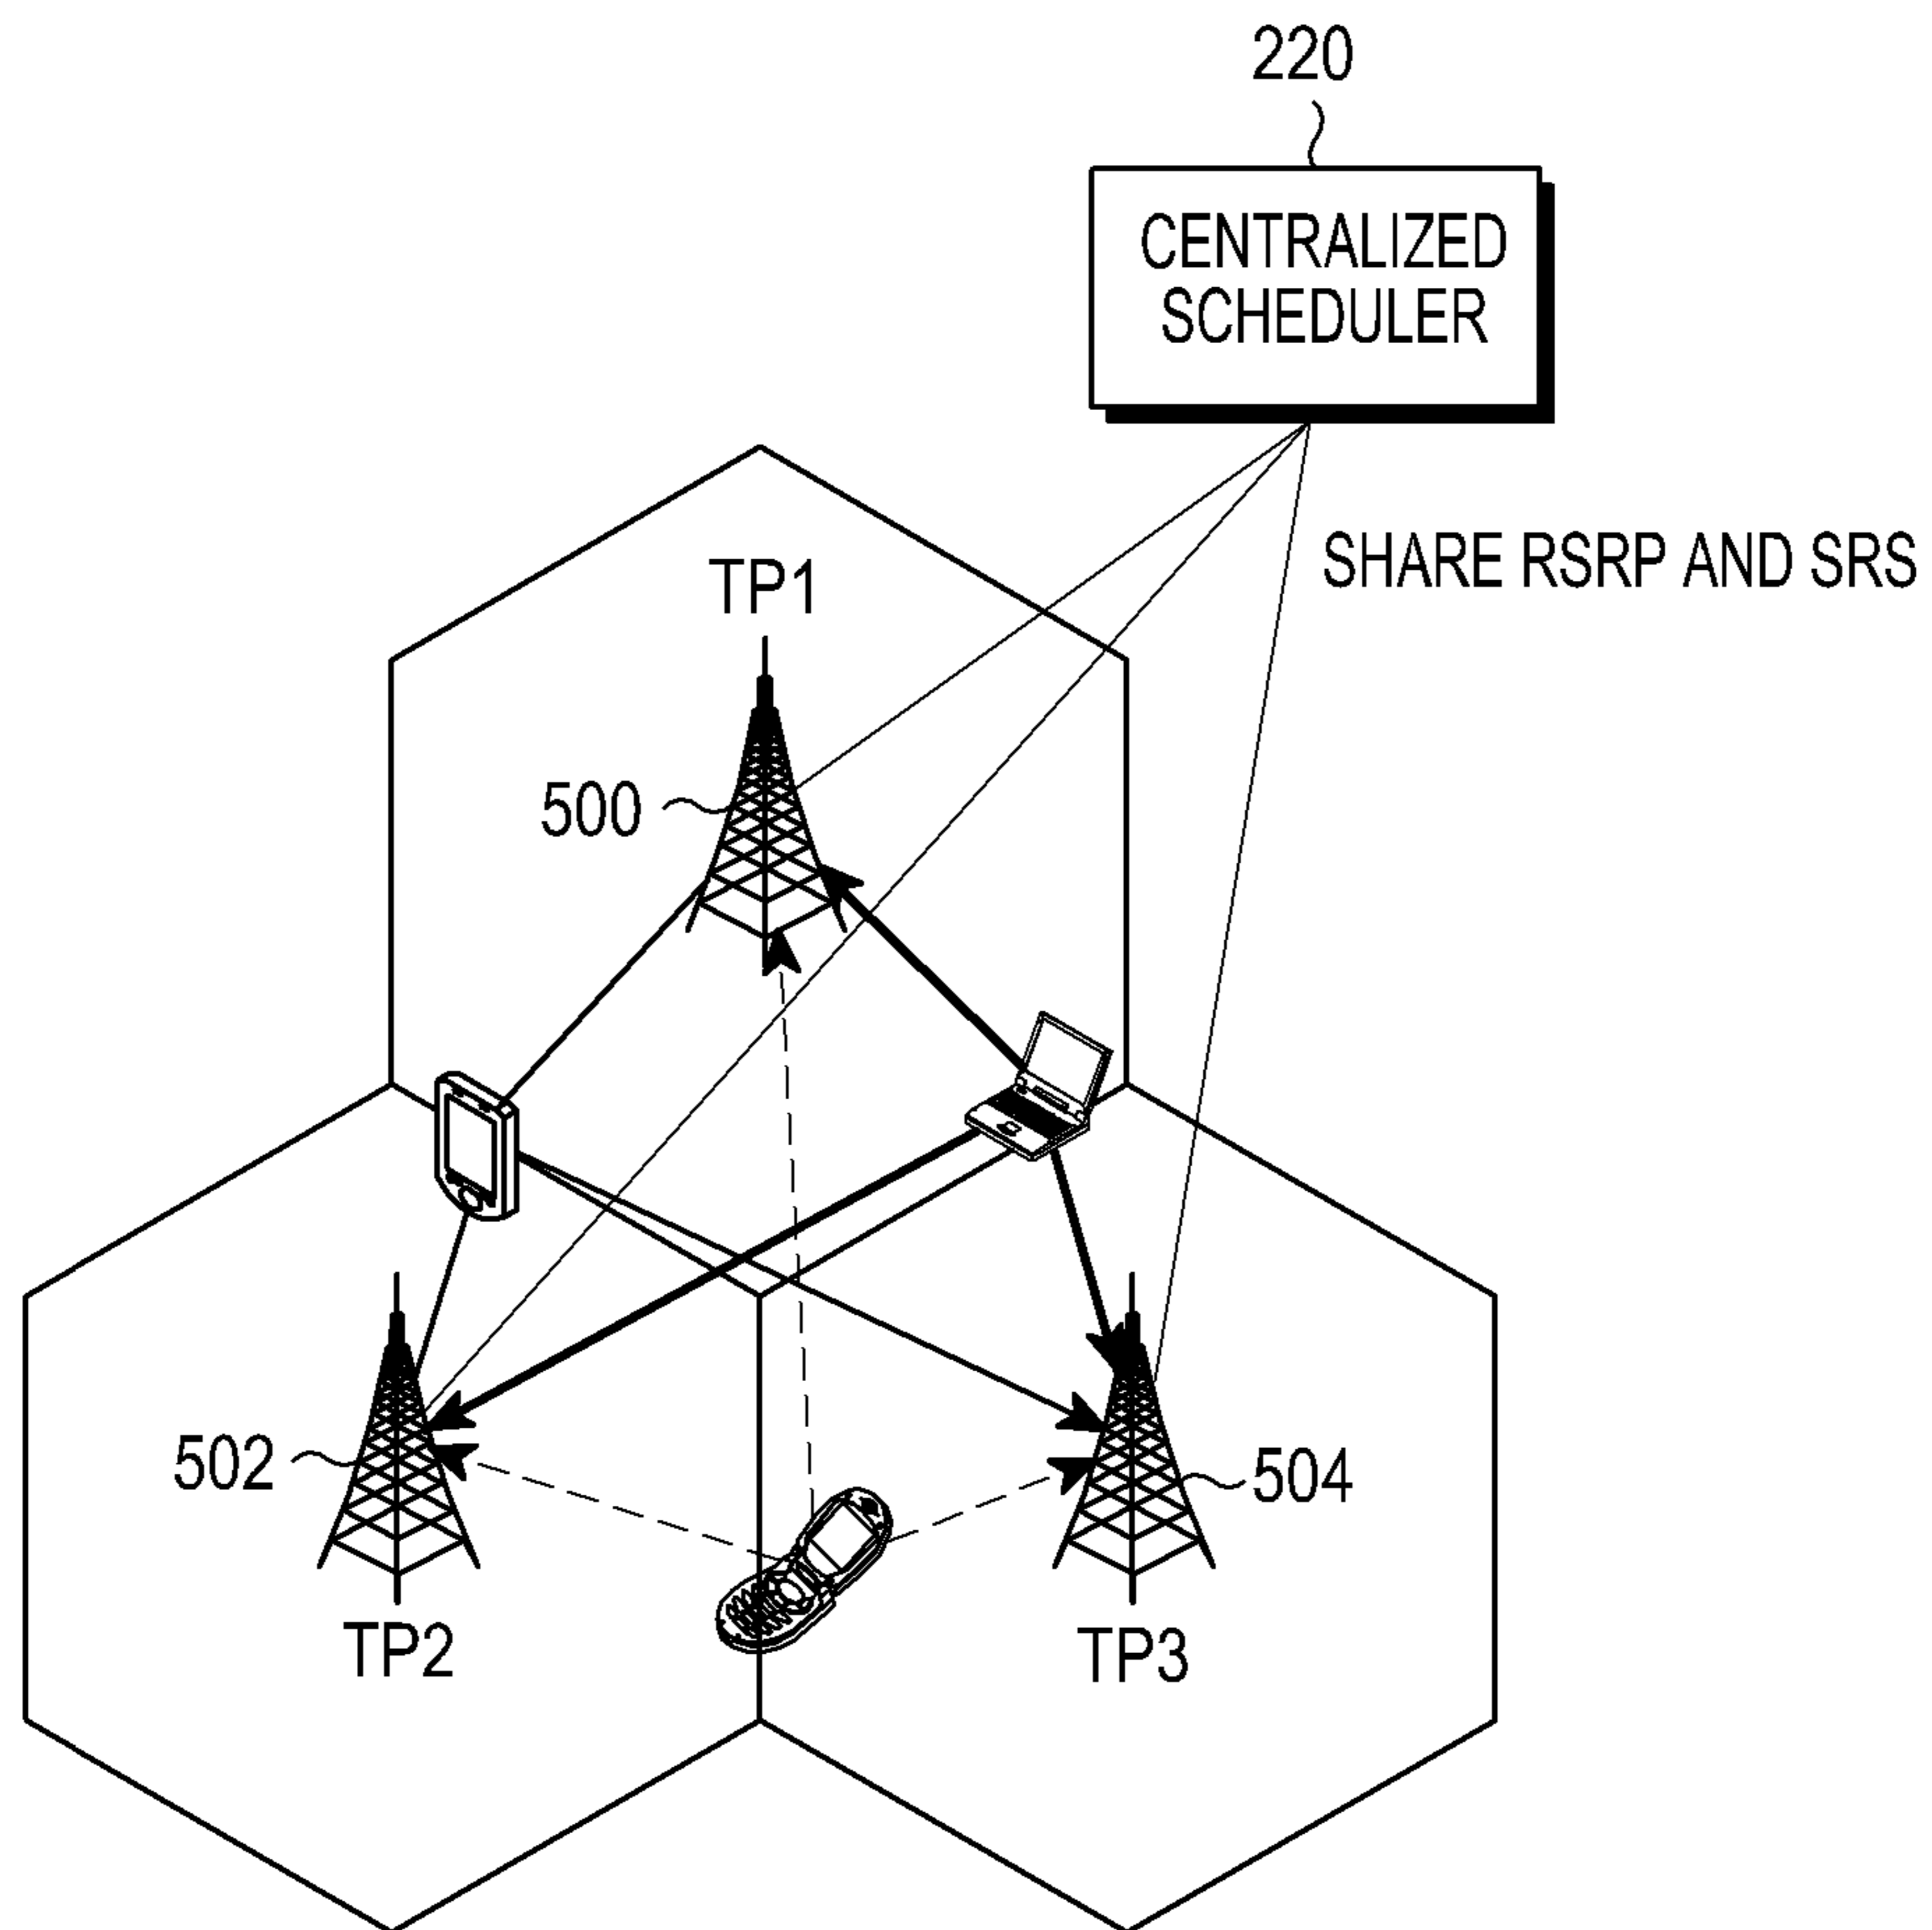 220
CENTRALIZED
SCHEDULER
SHARE RSRP AND SRS
TP1
500
502
504
TP2
TP3